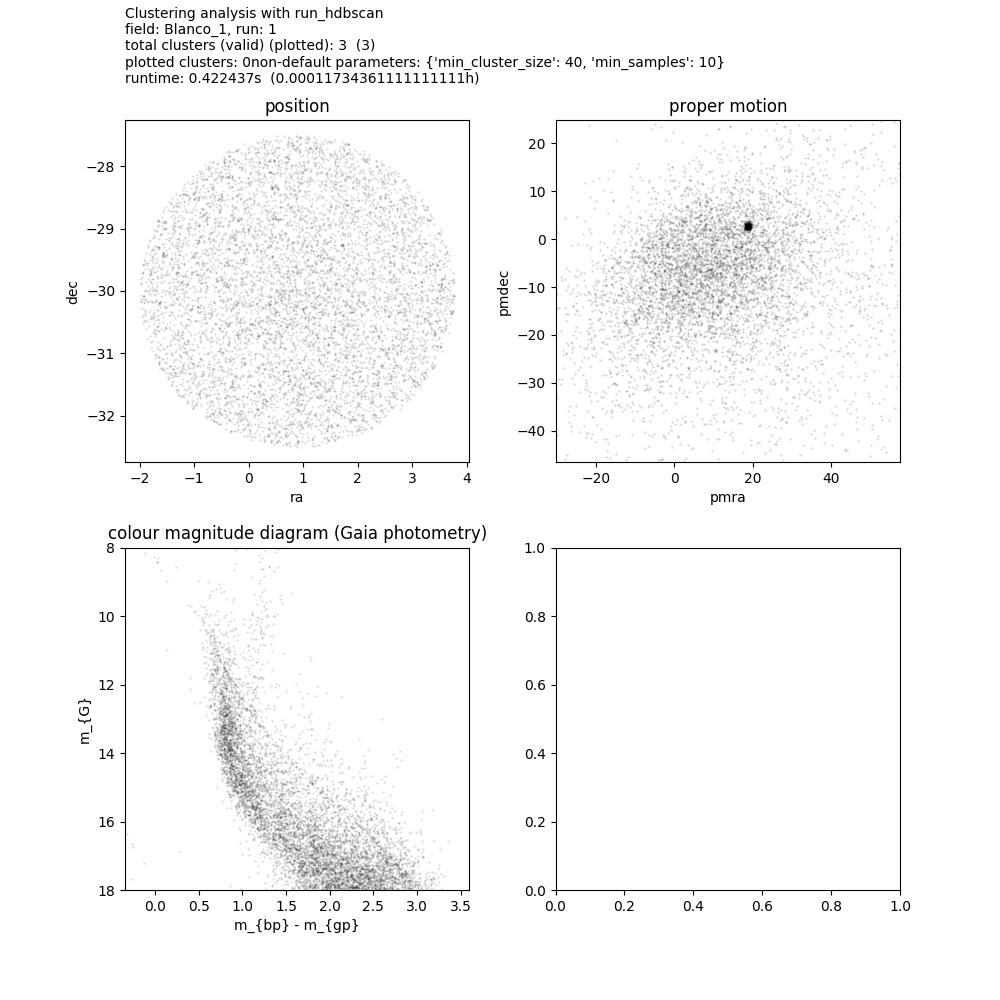 Clustering analysis with run_hdbscan
field: Blanco_1, run: 1
total clusters (valid) (plotted): 3  (3)
plotted clusters: 0non-default parameters: {'min_cluster_size': 40, 'min_samples': 10}
runtime: 0.422437s  (0.00011734361111111111h)
position
−28
−29
−30
−31
−32
dec
−2 −1 0 1 2 3 4
ra
proper motion
20
10
0
−10
−20
−30
−40
pmdec
−20 0 20 40
pmra
colour magnitude diagram (Gaia photometry)
8
10
12
14
16
18
m_{G}
0.0 0.5 1.0 1.5 2.0 2.5 3.0 3.5
m_{bp} - m_{gp}
1.0
0.8
0.6
0.4
0.2
0.0
0.0 0.2 0.4 0.6 0.8 1.0